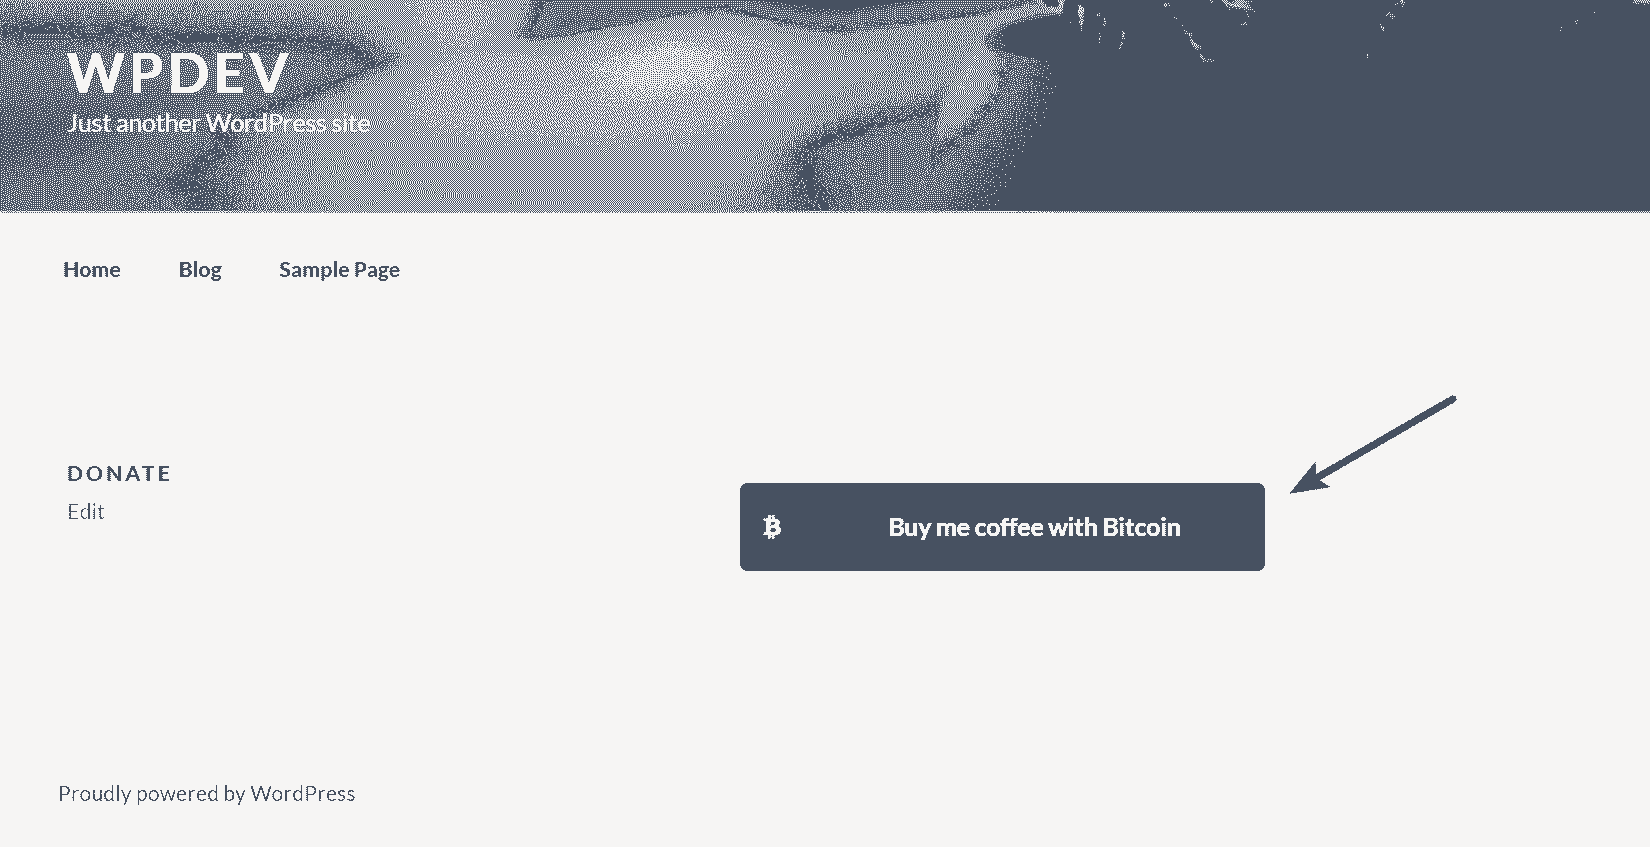 WPDEV
Just another WordPress site
Home Blog Sample Page
DONATE
Edit
Buy me coffee with Bitcoin
Proudly powered by WordPress